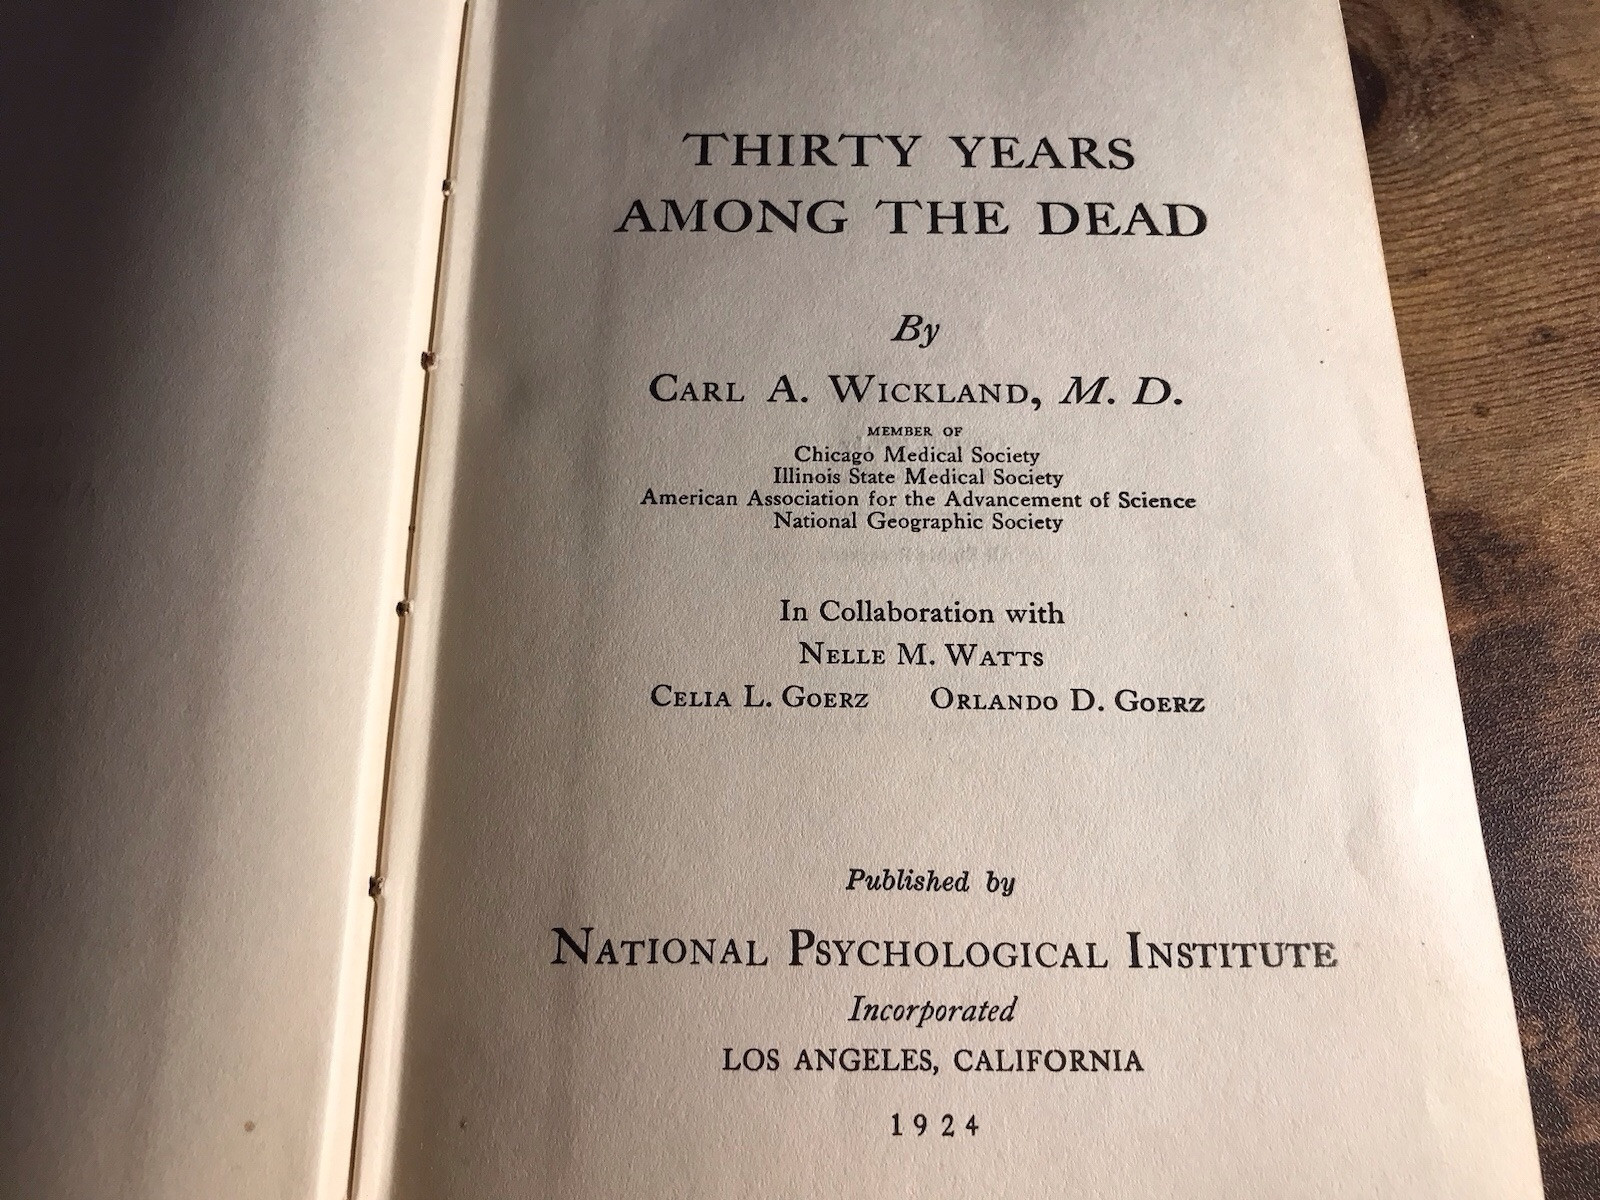 THIRTY YEARS
AMONG THE DEAD
By
CARL A. WICKLAND, M. D.
MEMBER OF
Chicago Medical Society
Illinois State Medical Society
American Association for the Advancement of Science
National Geographic Society
In Collaboration with
NELLE M. WATTS
CELIA L. GOERZ ORLANDO D. GOERZ
Published by
NATIONAL PSYCHOLOGICAL INSTITUTE
Incorporated
LOS ANGELES, CALIFORNIA
1924